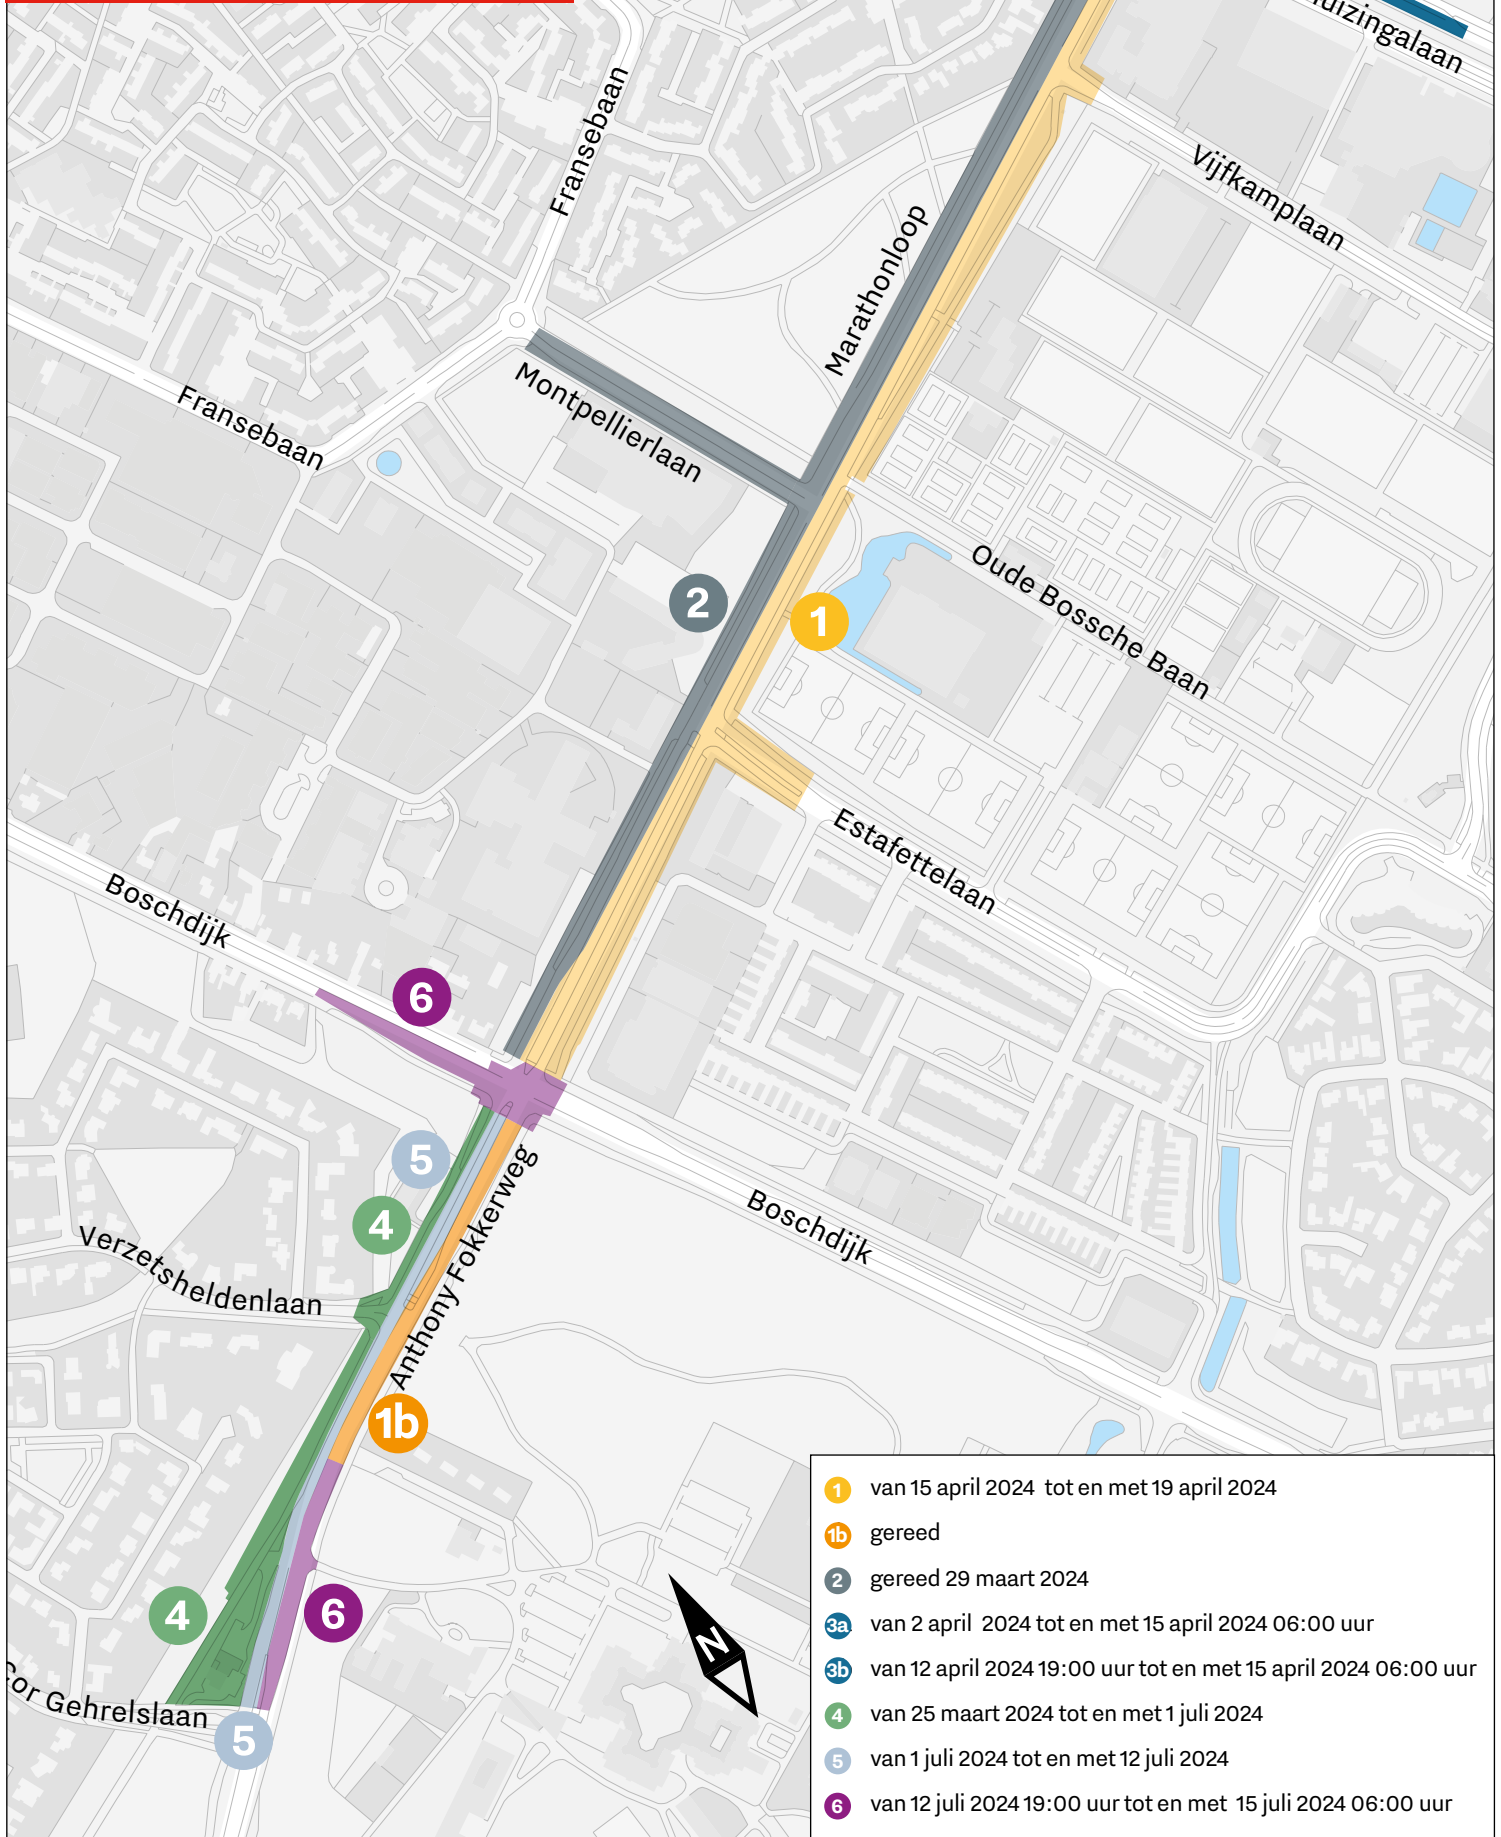 Fransebaan
Vijfkamplaan
Marathonloop
Fransebaan
Montpellierlaan
Oude Bossche Baan
2
1
Estafettelaan
Boschdijk
6
5
4
Anthony Fokkerweg
Boschdijk
Verzetsheldenlaan
1b
4
6
N
Gehrelslaan
5
1 van 15 april 2024 tot en met 19 april 2024
1b gereed
2 gereed 29 maart 2024
3a van 2 april 2024 tot en met 15 april 2024 06:00 uur
3b van 12 april 2024 19:00 uur tot en met 15 april 2024 06:00 uur
4 van 25 maart 2024 tot en met 1 juli 2024
5 van 1 juli 2024 tot en met 12 juli 2024
6 van 12 juli 2024 19:00 uur tot en met 15 juli 2024 06:00 uur